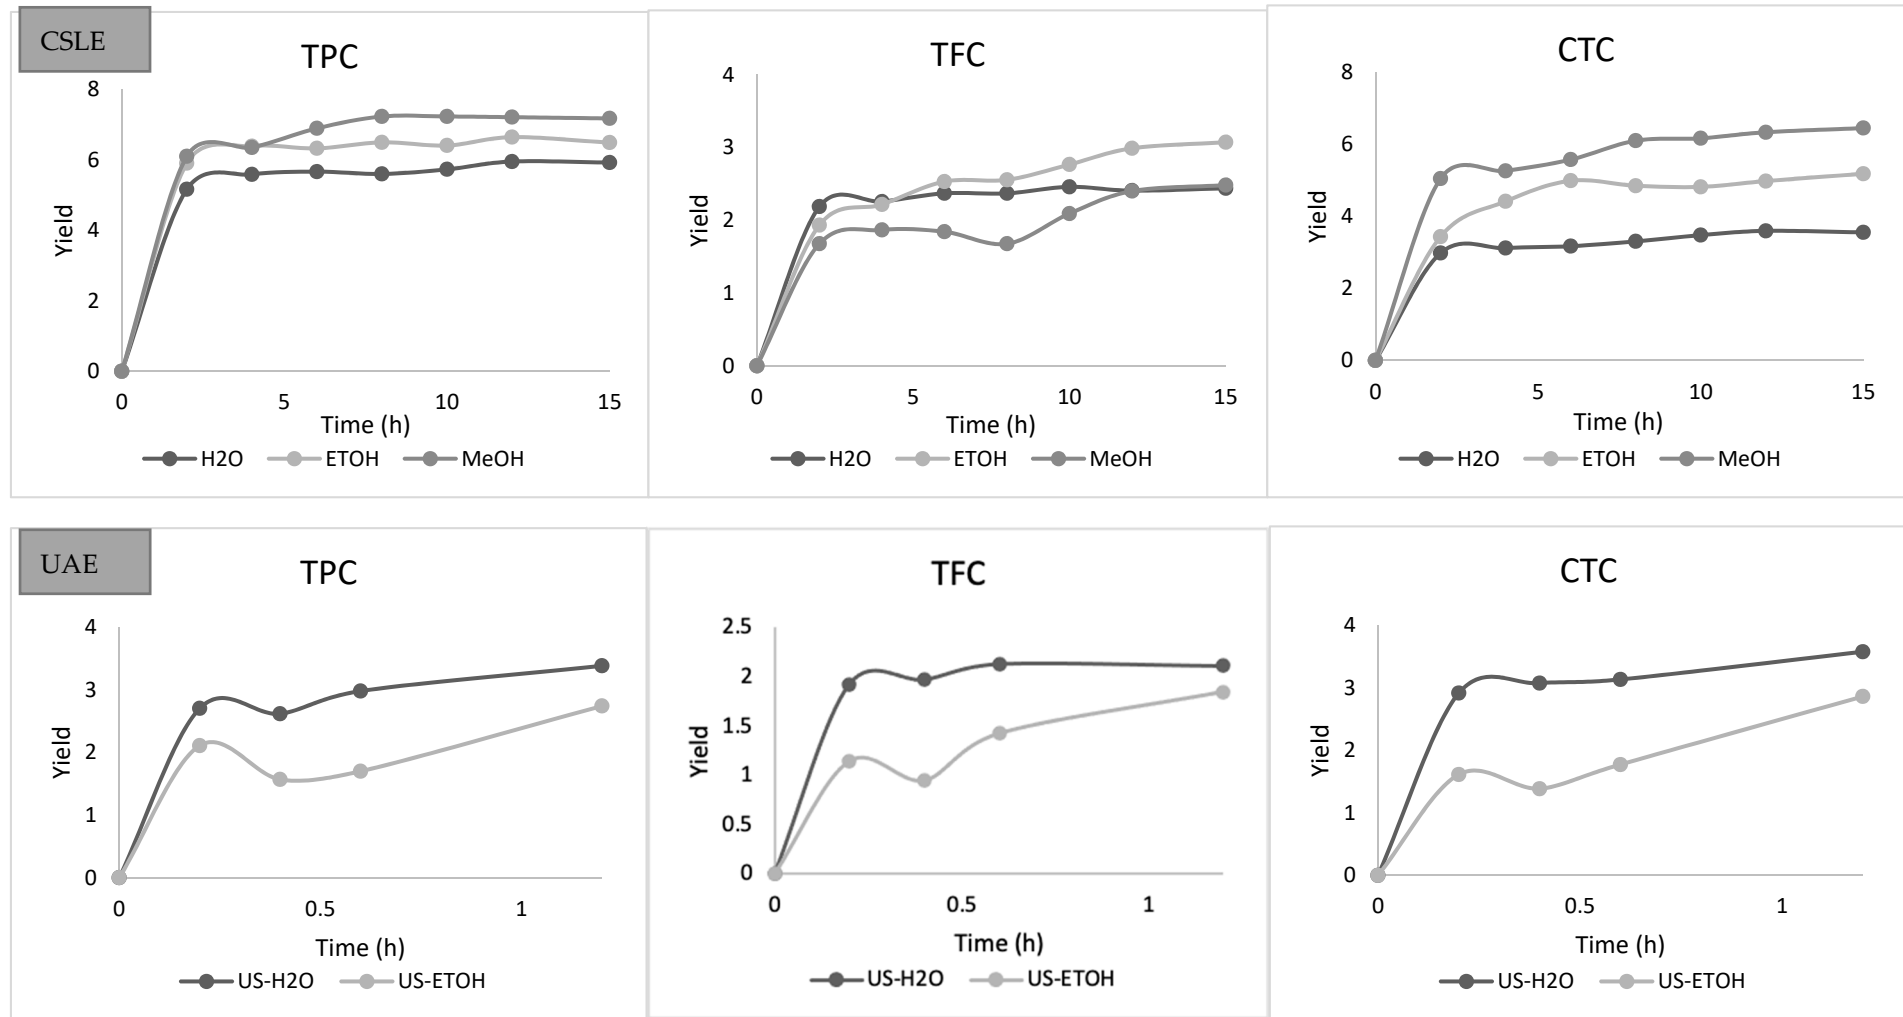 CSLE
TPC
8
6
4
2
0
Yield
0 5 10 15
Time (h)
H2O ETOH MeOH
TFC
4
3
2
1
0
Yield
0 5 10 15
Time (h)
H2O ETOH MeOH
CTC
8
6
4
2
0
Yield
0 5 10 15
Time (h)
H2O ETOH MeOH
UAE
TPC
4
3
2
1
0
Yield
0 0.5 1
Time (h)
US-H2O US-ETOH
TFC
2.5
2
1.5
1
0.5
0
Yield
0 0.5 1
Time (h)
US-H2O US-ETOH
CTC
4
3
2
1
0
Yield
0 0.5 1
Time (h)
US-H2O US-ETOH